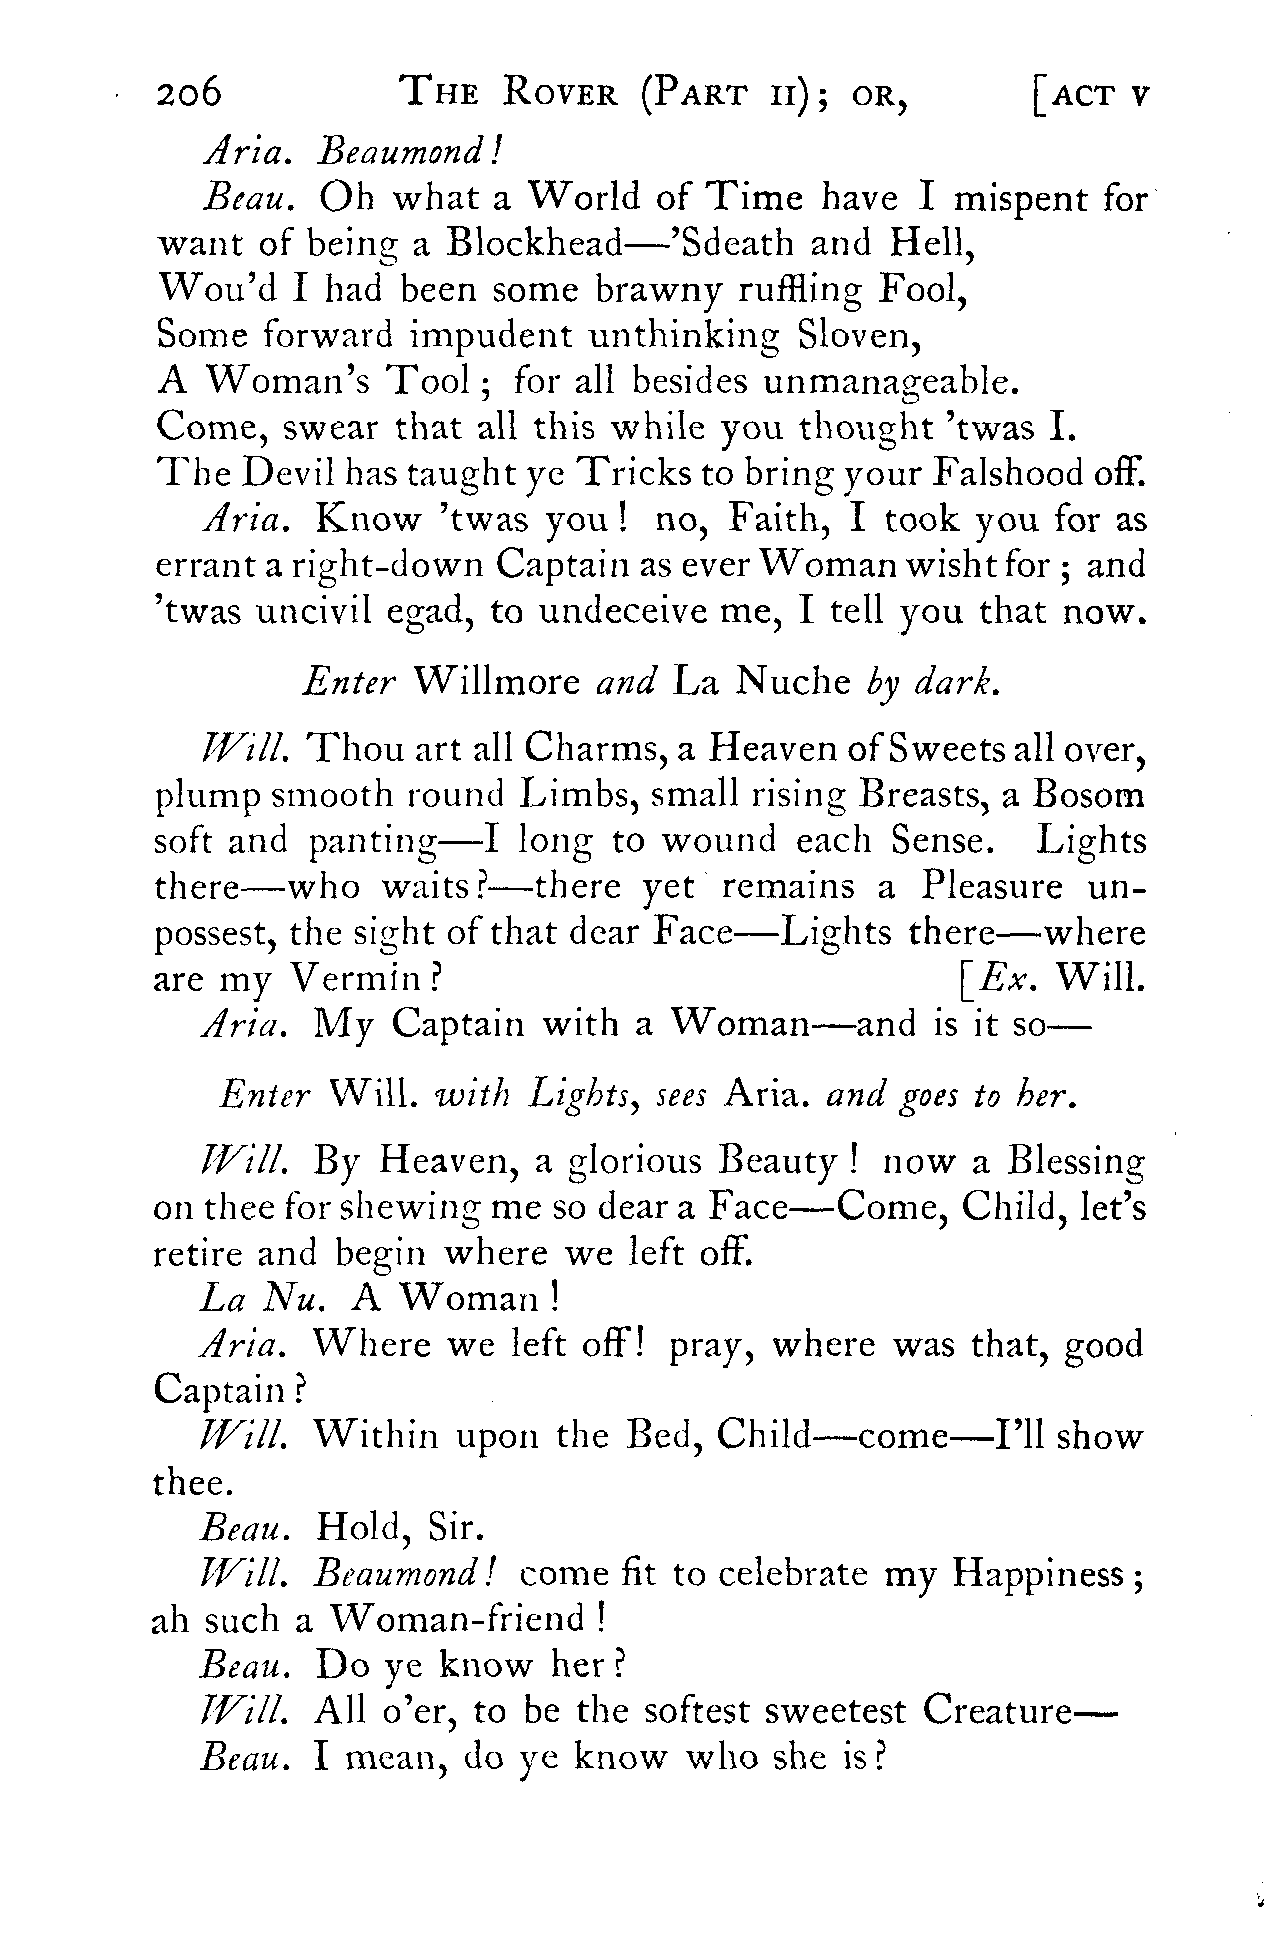 206 The Rover (Part II); or, [act v
Aria. Beaumond!
Beau. Oh what a World of Time have I mispent for
want of being a Blockhead—'Sdeath and Hell,
Wou'd I had been some brawny ruffling Fool,
Some forward impudent unthinking Sloven,
A Woman's Tool; for all besides unmanageable.
Come, swear that all this while you thought 'twas I.
The Devil has taught ye Tricks to bring your Falshood off.
Aria. Know 'twas you! no, Faith, I took you for as
errant a right-down Captain as ever Woman wisht for; and
'twas uncivil egad, to undeceive me, I tell you that now.
Enter Willmore and La Nuche by dark.
Will. Thou art all Charms, a Heaven of Sweets all over,
plump smooth round Limbs, small rising Breasts, a Bosom
soft and panting—I long to wound each Sense. Lights
there—who waits?—there yet remains a Pleasure un-
possest, the sight of that dear Face—Lights there—where
are my Vermin? [Ex. Will.
Aria. My Captain with a Woman—and is it so—
Enter Will. with Lights, sees Aria. and goes to her.
Will. By Heaven, a glorious Beauty! now a Blessing
on thee for shewing me so dear a Face—Come, Child, let's
retire and begin where we left off.
La Nu. A Woman!
Aria. Where we left off! pray, where was that, good
Captain?
Will. Within upon the Bed, Child—come—I'll show
thee.
Beau. Hold, Sir.
Will. Beaumond! come fit to celebrate my Happiness;
ah such a Woman-friend!
Beau. Do ye know her?
Will. All o'er, to be the softest sweetest Creature—
Beau. I mean, do ye know who she is?